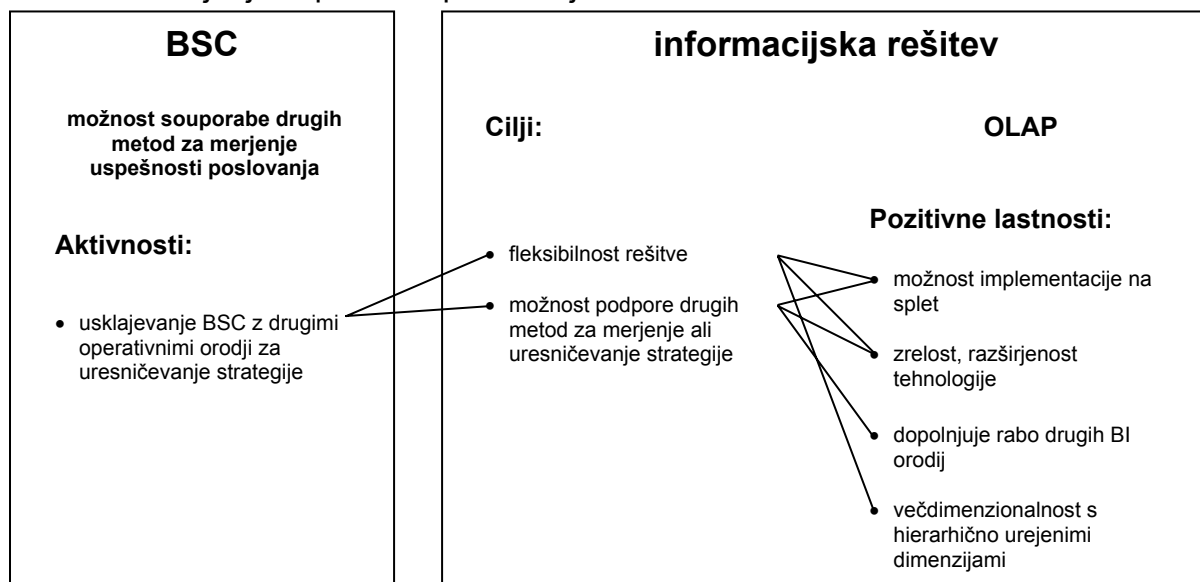 BSC
možnost souporabe drugih
metod za merjenje
uspešnosti poslovanja
Aktivnosti:
• usklajevanje BSC z drugimi
operativnimi orodji za
uresničevanje strategije
informacijska rešitev
Cilji:
• fleksibilnost rešitve
• možnost podpore drugih
metod za merjenje ali
uresničevanje strategije
OLAP
Pozitivne lastnosti:
• možnost implementacije na
splet
• zrelost, razširjenost
tehnologije
• dopolnjuje rabo drugih BI
orodij
• večdimenzionalnost s
hierarhično urejenimi
dimenzijami